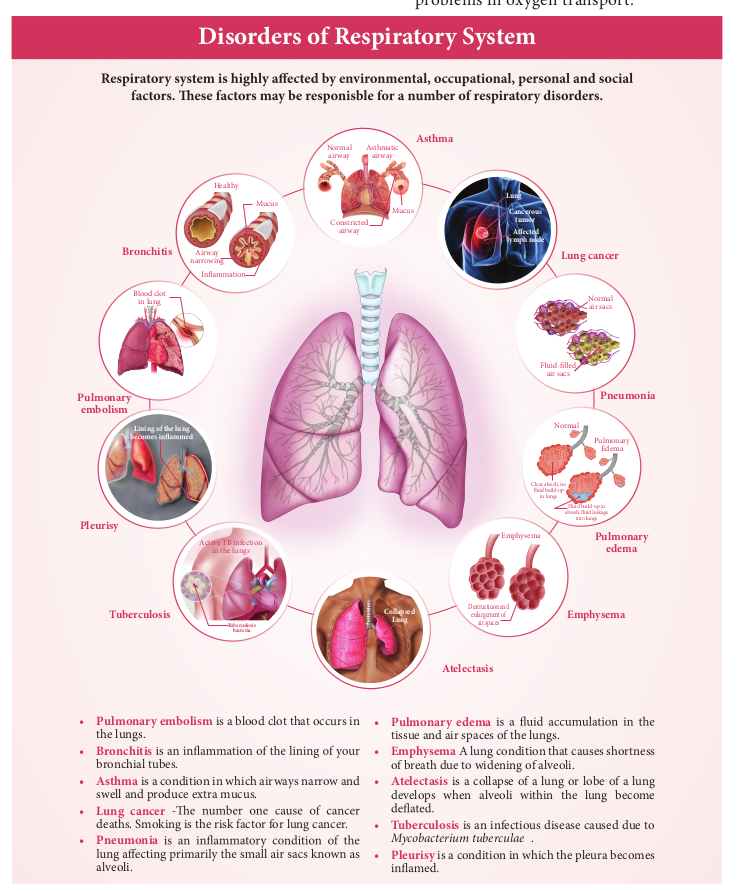 problems in oxygen transport.
Disorders of Respiratory System
Respiratory system is highly affected by environmental, occupational, personal and social
factors. These factors may be responisble for a number of respiratory disorders.
Asthma
Normal
airway
Asthmatic
airway
Constricted
airway
Mucus
Lung
Cancerous
tumor
Affected
lymph node
Lung cancer
Normal
air sacs
Fluid-filled
air sacs
Pneumonia
Normal
Pulmonary
Edema
Clear alveoli, no
fluid build-up
in lungs
Fluid build-up in
alveoli, fluid leakage
into lungs
Pulmonary
edema
Emphysema
Destruction and
enlargement of
air spaces
Emphysema
Collapsed
Lung
Atelectasis
Active TB infection
in the lungs
Tuberculosis
bacteria
Tuberculosis
Lining of the lung
becomes inflammed
Pleurisy
Blood clot
in lung
Pulmonary
embolism
Healthy
Mucus
Airway
narrowing
Inflammation
Bronchitis
• Pulmonary embolism is a blood clot that occurs in
the lungs.
• Bronchitis is an inflammation of the lining of your
bronchial tubes.
• Asthma is a condition in which airways narrow and
swell and produce extra mucus.
• Lung cancer -The number one cause of cancer
deaths. Smoking is the risk factor for lung cancer.
• Pneumonia is an inflammatory condition of the
lung affecting primarily the small air sacs known as
alveoli.
• Pulmonary edema is a fluid accumulation in the
tissue and air spaces of the lungs.
• Emphysema A lung condition that causes shortness
of breath due to widening of alveoli.
• Atelectasis is a collapse of a lung or lobe of a lung
develops when alveoli within the lung become
deflated.
• Tuberculosis is an infectious disease caused due to
Mycobacterium tuberculae .
• Pleurisy is a condition in which the pleura becomes
inflamed.